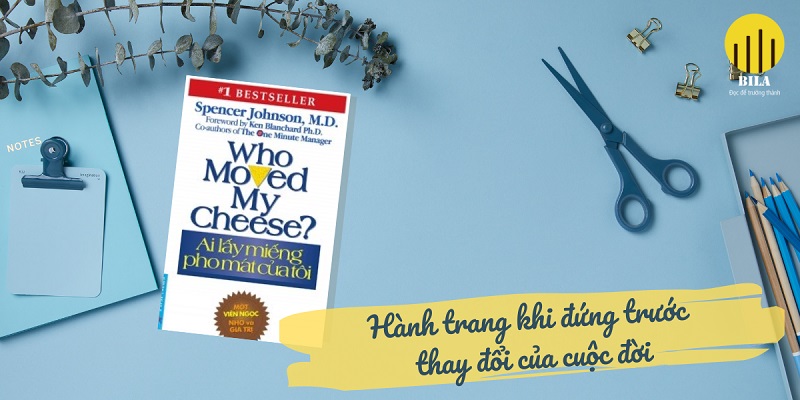 BILA
Đọc để trưởng thành
NOTES
#1 BESTSELLER
Spencer Johnson, M.D.
Foreword by Ken Blanchard Ph.D.
Co-authors of The One Minute Manager
Who
Moved
My
Cheese?
Ai lấy miếng
pho mát của tôi
MỘT
VIÊN NGỌC
NHỎ VÔ
GIÁ TRỊ
Hành trang khi đứng trước
thay đổi của cuộc đời